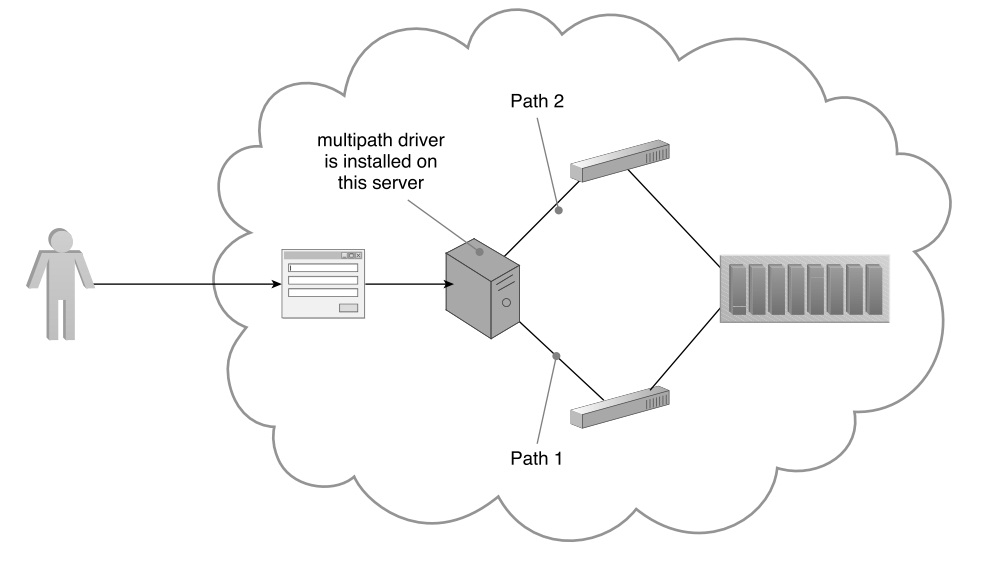 Path 2
multipath driver
is installed on
this server
Path 1